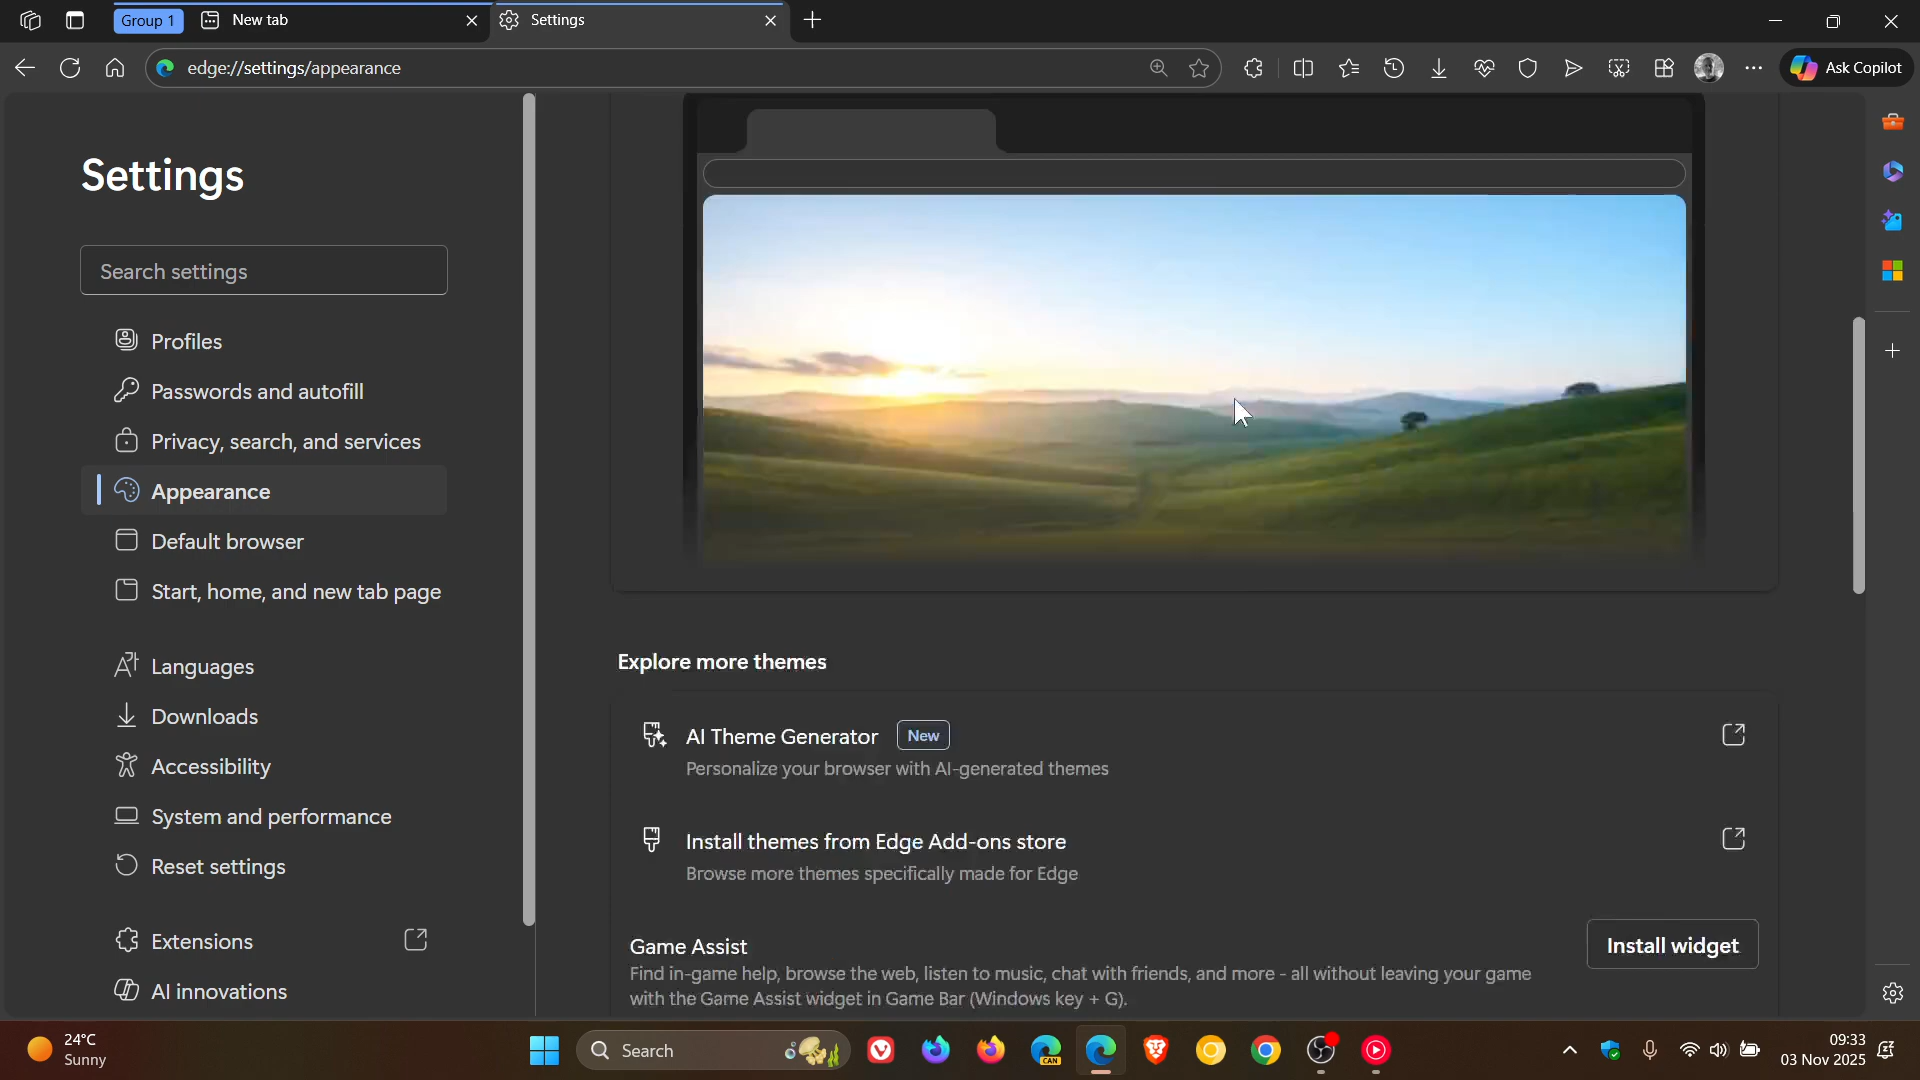 Group 1
New tab
Settings
edge://settings/appearance
Ask Copilot
Settings
Search settings
Profiles
Passwords and autofill
Privacy, search, and services
Appearance
Default browser
Start, home, and new tab page
Languages
Downloads
Accessibility
System and performance
Reset settings
Extensions
AI innovations
Explore more themes
AI Theme Generator New
Personalize your browser with AI-generated themes
Install themes from Edge Add-ons store
Browse more themes specifically made for Edge
Game Assist
Find in-game help, browse the web, listen to music, chat with friends, and more - all without leaving your game
with the Game Assist widget in Game Bar (Windows key + G).
Install widget
24°C
Sunny
Search
CAN
09:33
03 Nov 2025